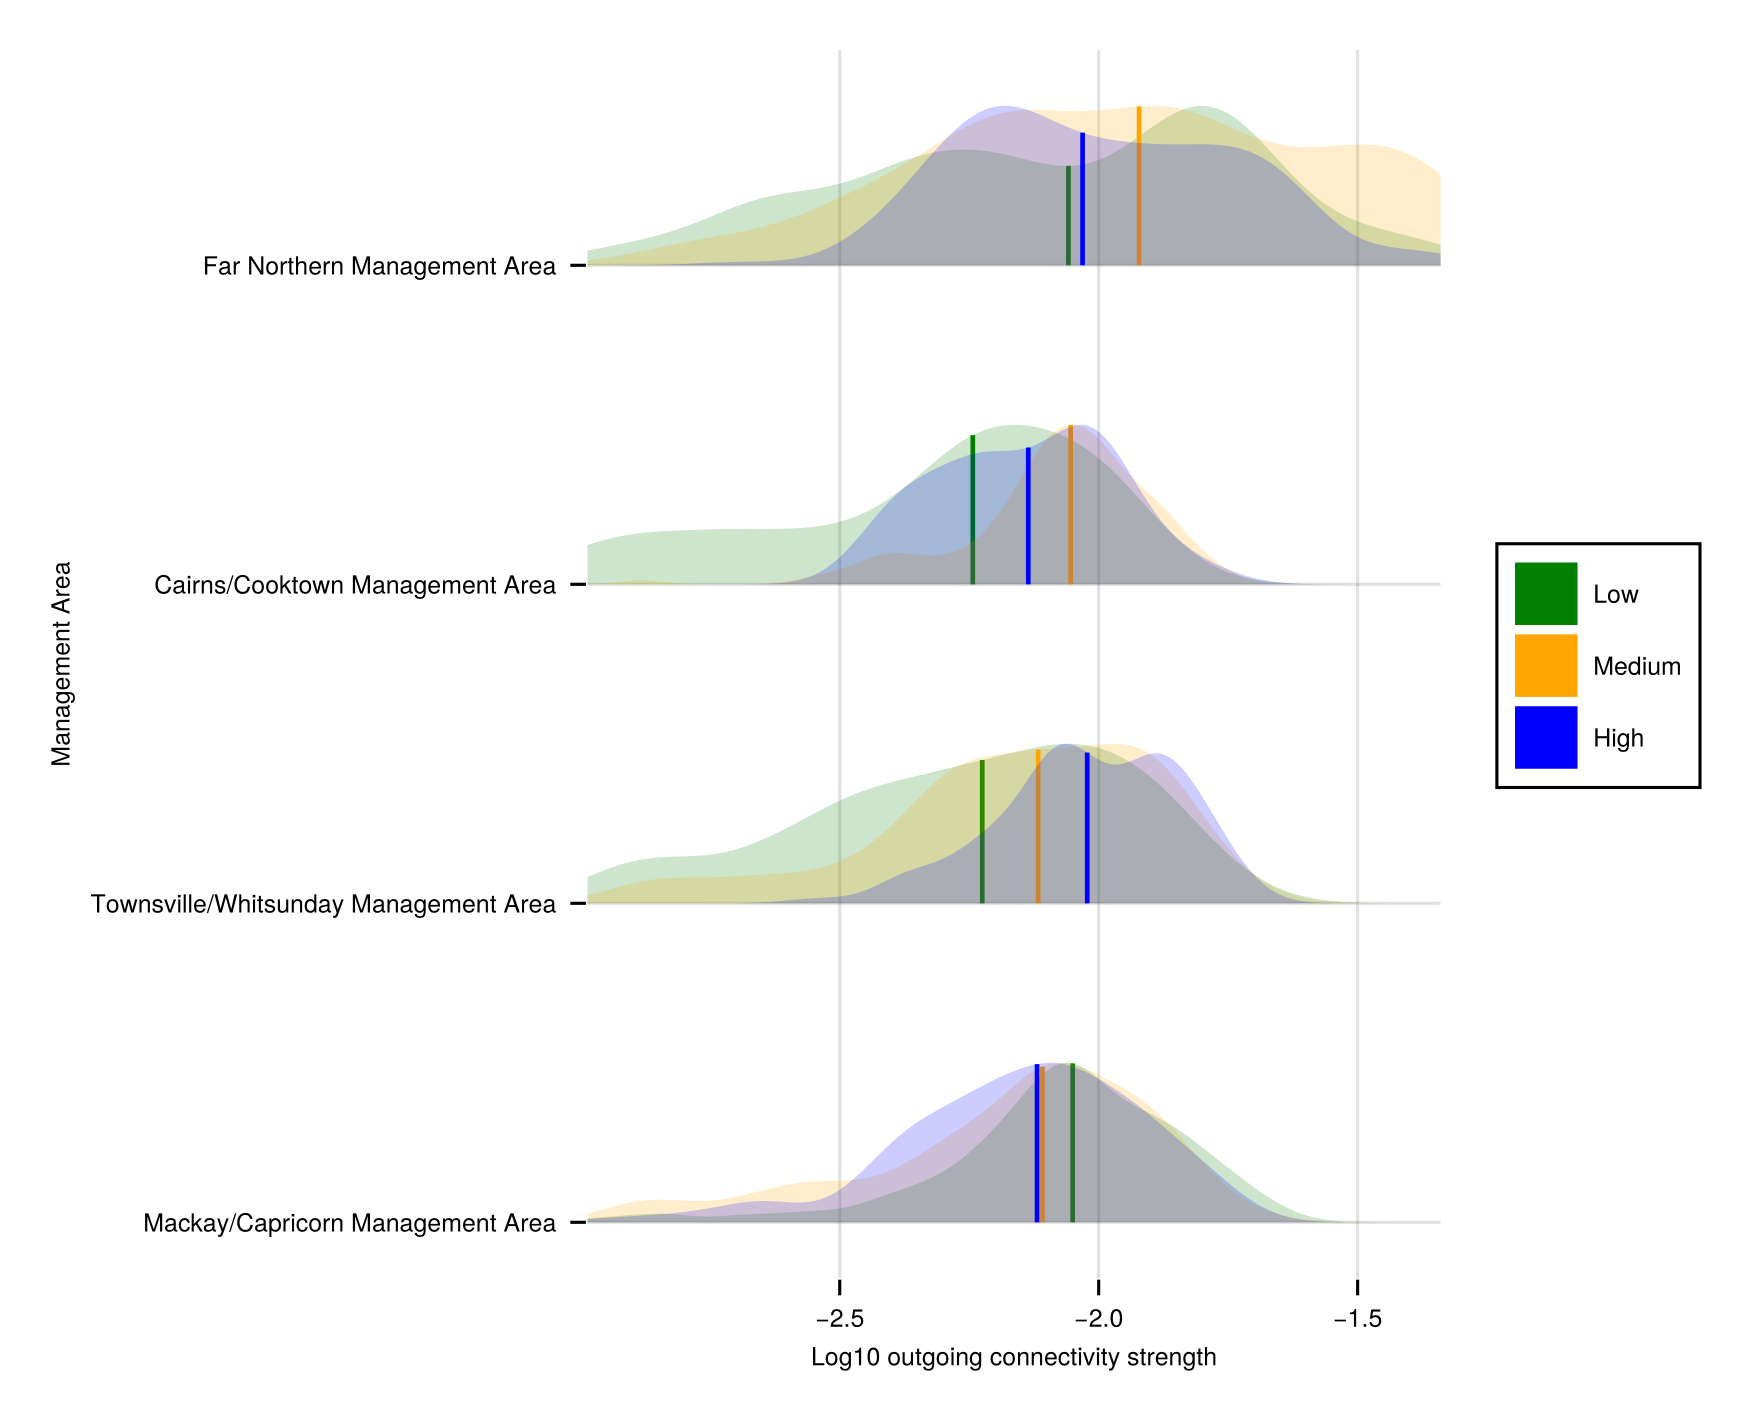 Far Northern Management Area
Cairns/Cooktown Management Area
Townsville/Whitsunday Management Area
Mackay/Capricorn Management Area
Management Area
−2.5
−2.0
−1.5
Log10 outgoing connectivity strength
Low
Medium
High